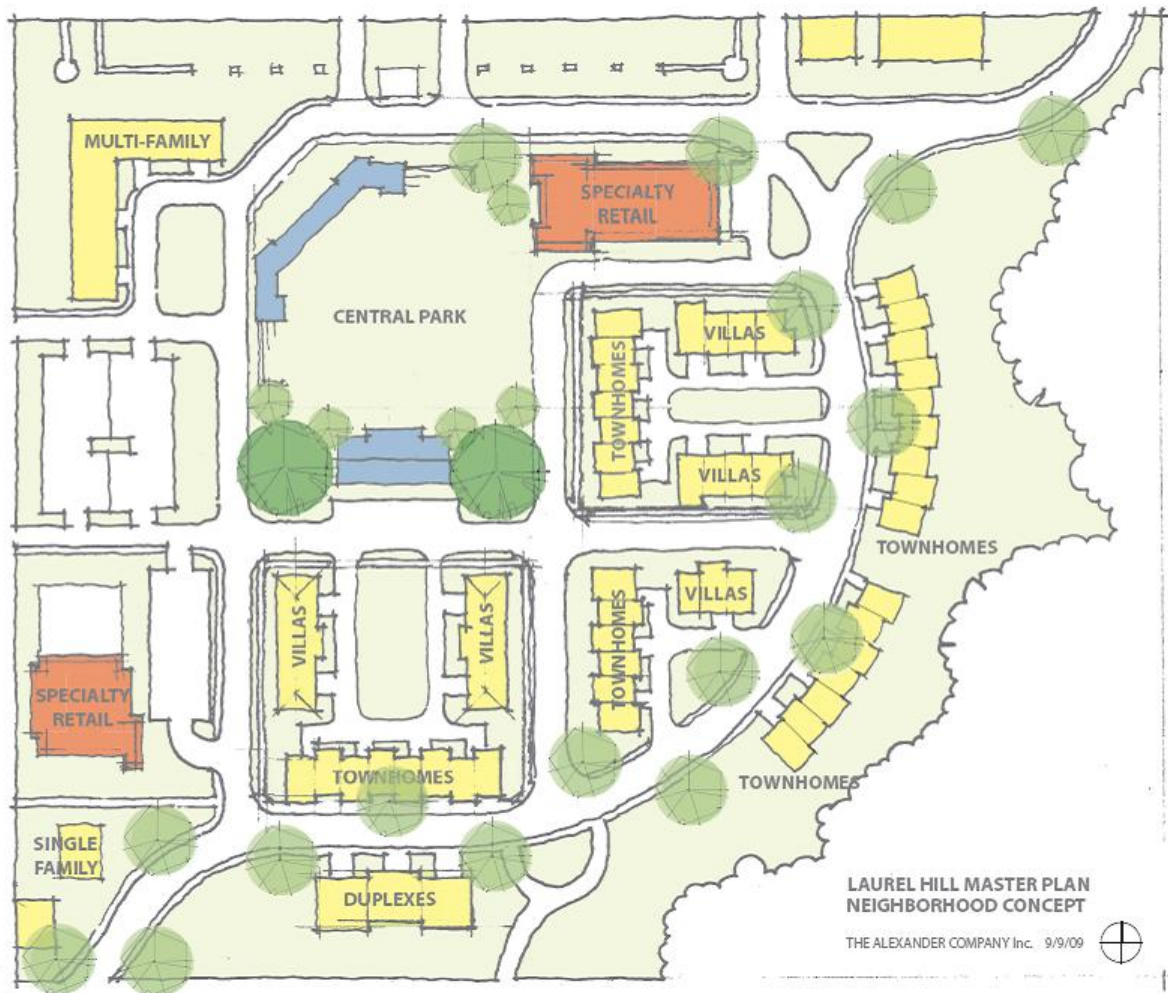 MULTI-FAMILY
SPECIALTY
RETAIL
CENTRAL PARK
VILLAS
TOWNHOMES
VILLAS
TOWNHOMES
VILLAS
TOWNHOMES
VILLAS
VILLAS
SPECIALTY
RETAIL
TOWNHOMES
TOWNHOMES
SINGLE
FAMILY
DUPLEXES
LAUREL HILL MASTER PLAN
NEIGHBORHOOD CONCEPT
THE ALEXANDER COMPANY Inc. 9/9/09